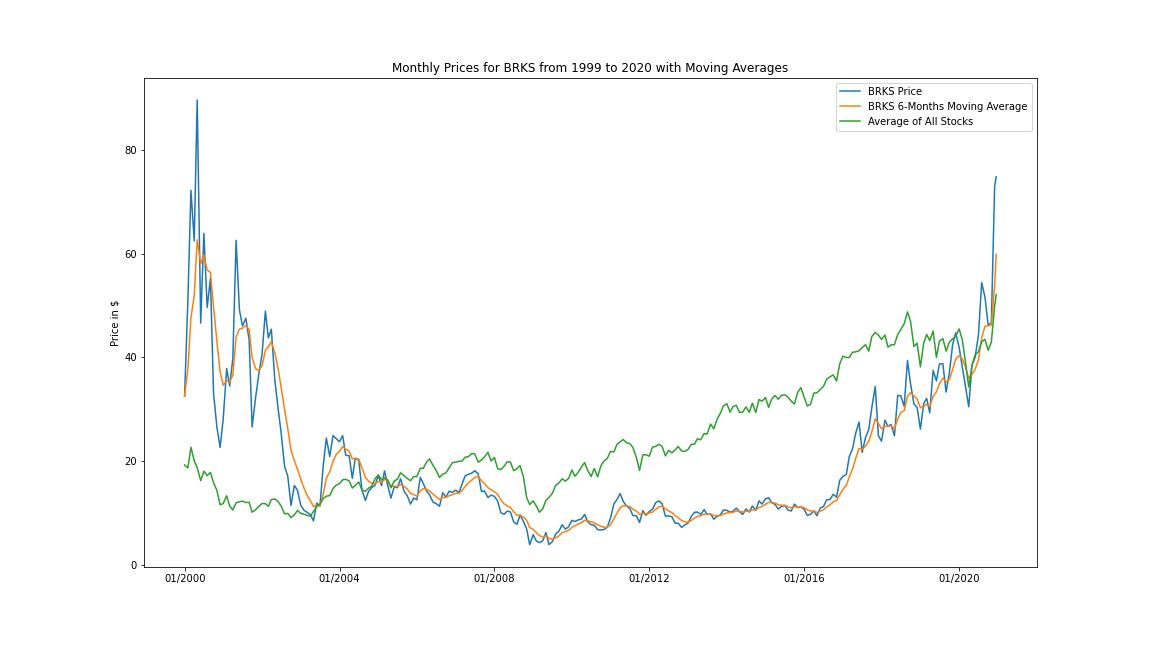 Monthly Prices for BRKS from 1999 to 2020 with Moving Averages
BRKS Price
BRKS 6-Months Moving Average
Average of All Stocks
Price in $
80
60
40
20
0
01/2000
01/2004
01/2008
01/2012
01/2016
01/2020